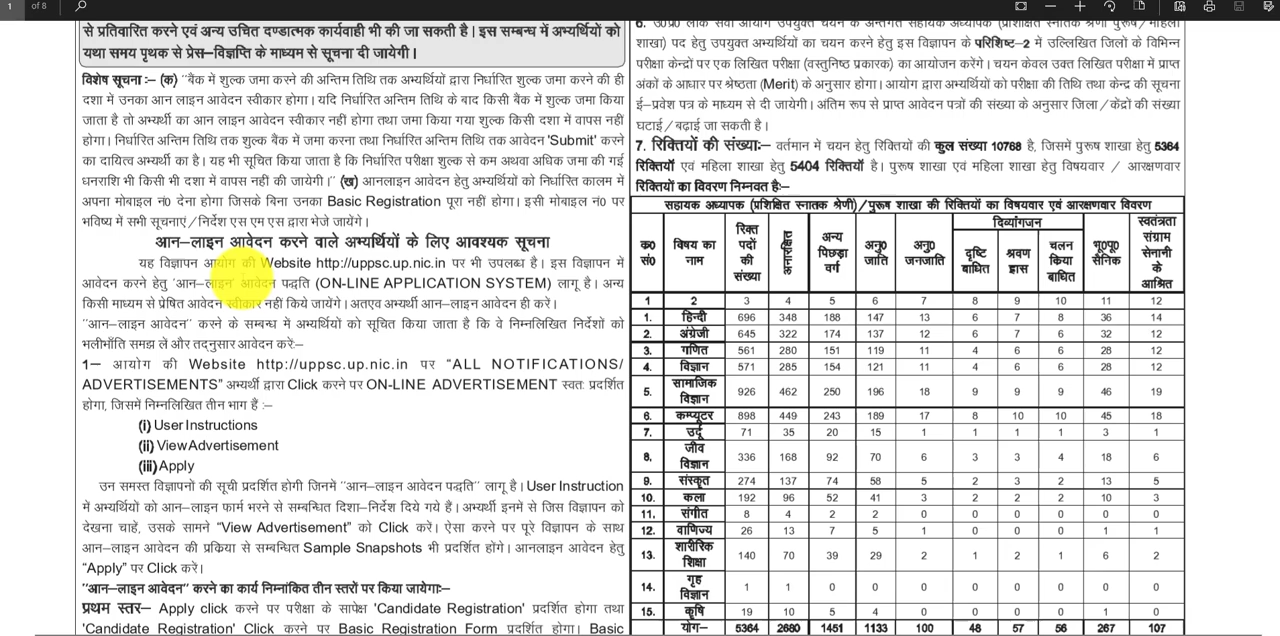 1 of 8
से प्रतिवारित करने एवं अन्य उचित दण्डात्मक कार्यवाही भी की जा सकती है। इस सम्बन्ध में अभ्यर्थियों को
यथा समय पृथक से प्रेस–विज्ञप्ति के माध्यम से सूचना दी जायेगी।
विशेष सूचना:– (क) "बैंक में शुल्क जमा करने की अन्तिम तिथि तक अभ्यर्थियों द्वारा निर्धारित शुल्क जमा करने की ही
दशा में उनका आन लाइन आवेदन स्वीकार होगा। यदि निर्धारित अन्तिम तिथि के बाद किसी बैंक में शुल्क जमा किया
जाता है तो अभ्यर्थी का आन लाइन आवेदन स्वीकार नहीं होगा तथा जमा किया गया शुल्क किसी दशा में वापस नहीं
होगा। निर्धारित अन्तिम तिथि तक शुल्क बैंक में जमा करना तथा निर्धारित अन्तिम तिथि तक आवेदन 'Submit' करने
का दायित्व अभ्यर्थी का है। यह भी सूचित किया जाता है कि निर्धारित परीक्षा शुल्क से कम अथवा अधिक जमा की गई
धनराशि भी किसी भी दशा में वापस नहीं की जायेगी।" (ख) आनलाइन आवेदन हेतु अभ्यर्थियों को निर्धारित कालम में
अपना मोबाइल नं0 देना होगा जिसके बिना उनका Basic Registration पूरा नहीं होगा। इसी मोबाइल नं0 पर
भविष्य में सभी सूचनाएं/निर्देश एस एम एस द्वारा भेजे जायेंगे।
आन–लाइन आवेदन करने वाले अभ्यर्थियों के लिए आवश्यक सूचना
यह विज्ञापन आयोग की Website http://uppsc.up.nic.in पर भी उपलब्ध है। इस विज्ञापन में
आवेदन करने हेतु 'आन–लाइन' आवेदन पद्धति (ON-LINE APPLICATION SYSTEM) लागू है। अन्य
किसी माध्यम से प्रेषित आवेदन स्वीकार नहीं किये जायेंगे। अतएव अभ्यर्थी आन–लाइन आवेदन ही करें।
"आन–लाइन आवेदन" करने के सम्बन्ध में अभ्यर्थियों को सूचित किया जाता है कि वे निम्नलिखित निर्देशों को
भलीभाँति समझ लें और तद्नुसार आवेदन करें:–
1– आयोग की Website http://uppsc.up.nic.in पर "ALL NOTIFICATIONS/
ADVERTISEMENTS" अभ्यर्थी द्वारा Click करने पर ON-LINE ADVERTISEMENT स्वतः प्रदर्शित
होगा, जिसमें निम्नलिखित तीन भाग हैं :–
(i) User Instructions
(ii) View Advertisement
(iii) Apply
उन समस्त विज्ञापनों की सूची प्रदर्शित होगी जिनमें "आन–लाइन आवेदन पद्धति" लागू है। User Instruction
में अभ्यर्थियों को आन–लाइन फार्म भरने से सम्बन्धित दिशा–निर्देश दिये गये हैं। अभ्यर्थी इनमें से जिस विज्ञापन को
देखना चाहें, उसके सामने "View Advertisement" को Click करें। ऐसा करने पर पूरे विज्ञापन के साथ
आन–लाइन आवेदन की प्रकिया से सम्बन्धित Sample Snapshots भी प्रदर्शित होंगे। आनलाइन आवेदन हेतु
"Apply" पर Click करें।
"आन–लाइन आवेदन" करने का कार्य निम्नांकित तीन स्तरों पर किया जायेगाः–
प्रथम स्तर– Apply click करने पर परीक्षा के सापेक्ष 'Candidate Registration' प्रदर्शित होगा तथा
'Candidate Registration' Click करने पर Basic Registration Form प्रदर्शित होगा। Basic
6. उ0प्र0 लोक सेवा आयोग उपयुक्त चयन के अन्तर्गत सहायक अध्यापक (प्रशिक्षित स्नातक श्रेणी पुरूष/महिला
शाखा) पद हेतु उपयुक्त अभ्यर्थियों का चयन करने हेतु इस विज्ञापन के परिशिष्ट–2 में उल्लिखित जिलों के विभिन्न
परीक्षा केन्द्रों पर एक लिखित परीक्षा (वस्तुनिष्ठ प्रकारक) का आयोजन करेंगे। चयन केवल उक्त लिखित परीक्षा में प्राप्त
अंकों के आधार पर श्रेष्ठता (Merit) के अनुसार होगा। आयोग द्वारा अभ्यर्थियों को परीक्षा की तिथि तथा केन्द्र की सूचना
ई–प्रवेश पत्र के माध्यम से दी जायेगी। अंतिम रूप से प्राप्त आवेदन पत्रों की संख्या के अनुसार जिला/केंद्रों की संख्या
घटाई/बढ़ाई जा सकती है।
7. रिक्तियों की संख्याः– वर्तमान में चयन हेतु रिक्तियों की कुल संख्या 10768 है, जिसमें पुरूष शाखा हेतु 5364
रिक्तियों एवं महिला शाखा हेतु 5404 रिक्तियों है। पुरूष शाखा एवं महिला शाखा हेतु विषयवार / आरक्षणवार
रिक्तियों का विवरण निम्नवत हैः–
सहायक अध्यापक (प्रशिक्षित स्नातक श्रेणी)/पुरूष शाखा की रिक्तियों का विषयवार एवं आरक्षणवार विवरण
क्र0 सं0 विषय का नाम रिक्त पदों की संख्या अनारक्षित अन्य पिछड़ा वर्ग अनु0 जाति अनु0 जनजाति दिव्यांगजन दृष्टि बाधित श्रवण ह्रास चलन किया बाधित भू0पू0 सैनिक स्वतंत्रता संग्राम सेनानी के आश्रित
1 2 3 4 5 6 7 8 9 10 11 12
1. हिन्दी 696 348 188 147 13 6 7 8 36 14
2. अंग्रेजी 645 322 174 137 12 6 7 6 32 12
3. गणित 561 280 151 119 11 4 6 6 28 12
4. विज्ञान 571 285 154 121 11 4 6 6 28 12
5. सामाजिक विज्ञान 926 462 250 196 18 9 9 9 46 19
6. कम्प्यूटर 898 449 243 189 17 8 10 10 45 18
7. उर्दू 71 35 20 15 1 1 1 1 3 1
8. जीव विज्ञान 336 168 92 70 6 3 3 4 18 6
9. संस्कृत 274 137 74 58 5 2 3 2 13 5
10. कला 192 96 52 41 3 2 2 2 10 3
11. संगीत 8 4 2 2 0 0 0 0 0 0
12. वाणिज्य 26 13 7 5 1 0 0 0 1 1
13. शारीरिक शिक्षा 140 70 39 29 2 1 2 1 6 2
14. गृह विज्ञान 1 1 0 0 0 0 0 0 0 0
15. कृषि 19 10 5 4 0 0 0 0 1 0
योग– 5364 2680 1451 1133 100 48 57 56 267 107